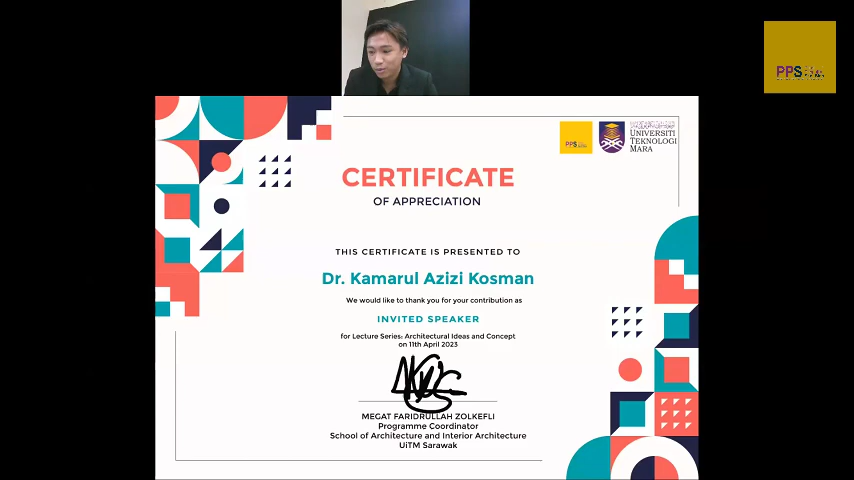 PPS
PPS
UNIVERSITI
TEKNOLOGI
MARA
CERTIFICATE
OF APPRECIATION
THIS CERTIFICATE IS PRESENTED TO
Dr. Kamarul Azizi Kosman
We would like to thank you for your contribution as
INVITED SPEAKER
for Lecture Series: Architectural Ideas and Concept
on 11th April 2023
MEGAT FARIDRULLAH ZOLKEFLI
Programme Coordinator
School of Architecture and Interior Architecture
UiTM Sarawak